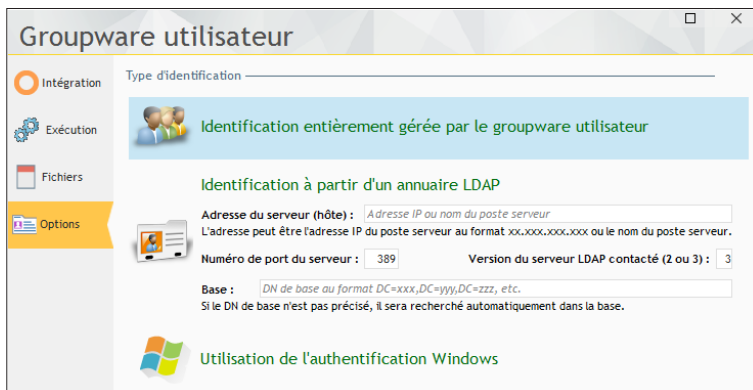 Groupware utilisateur
Intégration
Exécution
Fichiers
Options
Type d'identification
Identification entièrement gérée par le groupware utilisateur
Identification à partir d'un annuaire LDAP
Adresse du serveur (hôte) : Adresse IP ou nom du poste serveur
L'adresse peut être l'adresse IP du poste serveur au format xx.xxx.xxx.xxx ou le nom du poste serveur.
Numéro de port du serveur : 389 Version du serveur LDAP contacté (2 ou 3) : 3
Base : DN de base au format DC=xxx,DC=yyy,DC=zzz, etc.
Si le DN de base n'est pas précisé, il sera recherché automatiquement dans la base.
Utilisation de l'authentification Windows